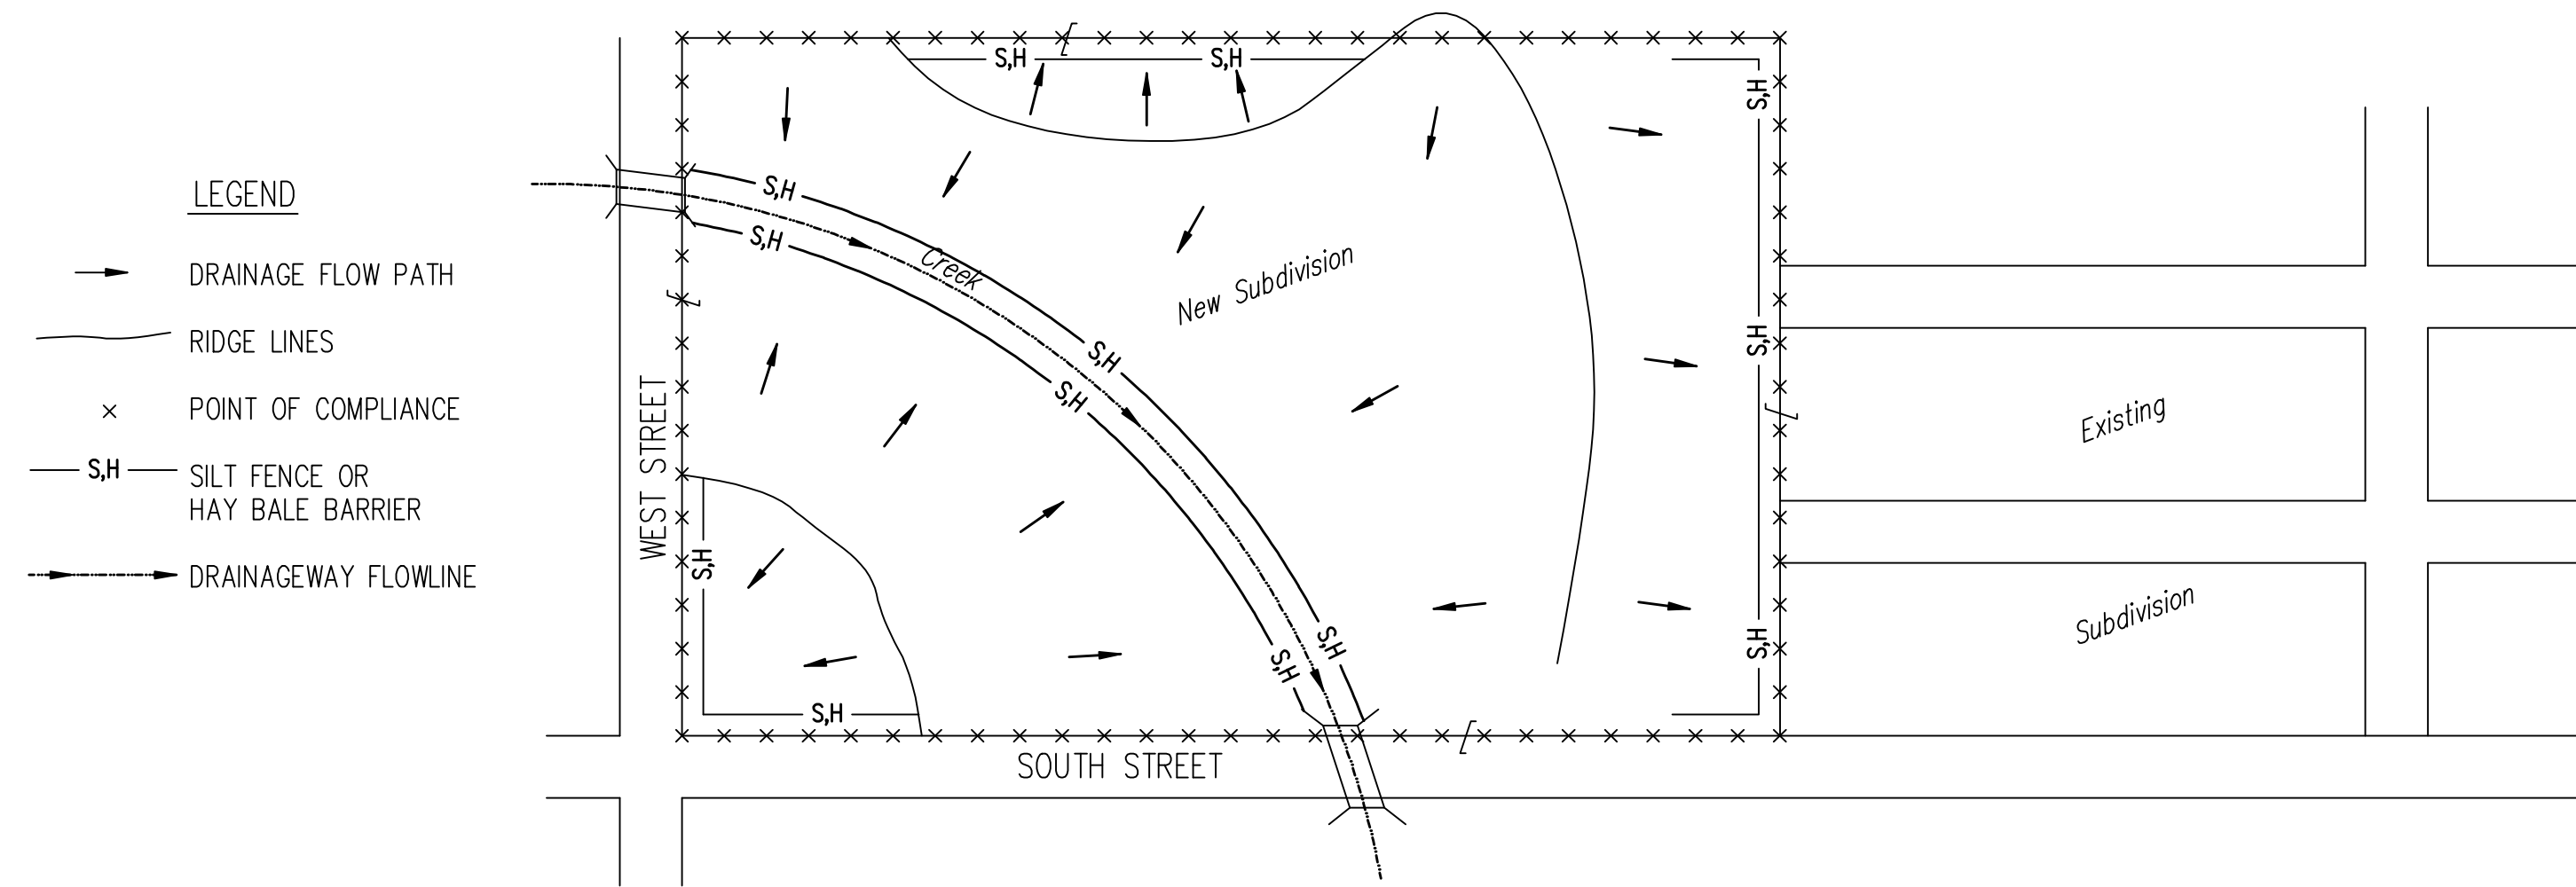 LEGEND
DRAINAGE FLOW PATH
RIDGE LINES
POINT OF COMPLIANCE
S,H
SILT FENCE OR
HAY BALE BARRIER
DRAINAGEWAY FLOWLINE
S,H
S,H
S,H
S,H
S,H
Creek
New Subdivision
S,H
S,H
S,H
WEST STREET
S,H
S,H
S,H
S,H
S,H
S,H
SOUTH STREET
Existing
Subdivision